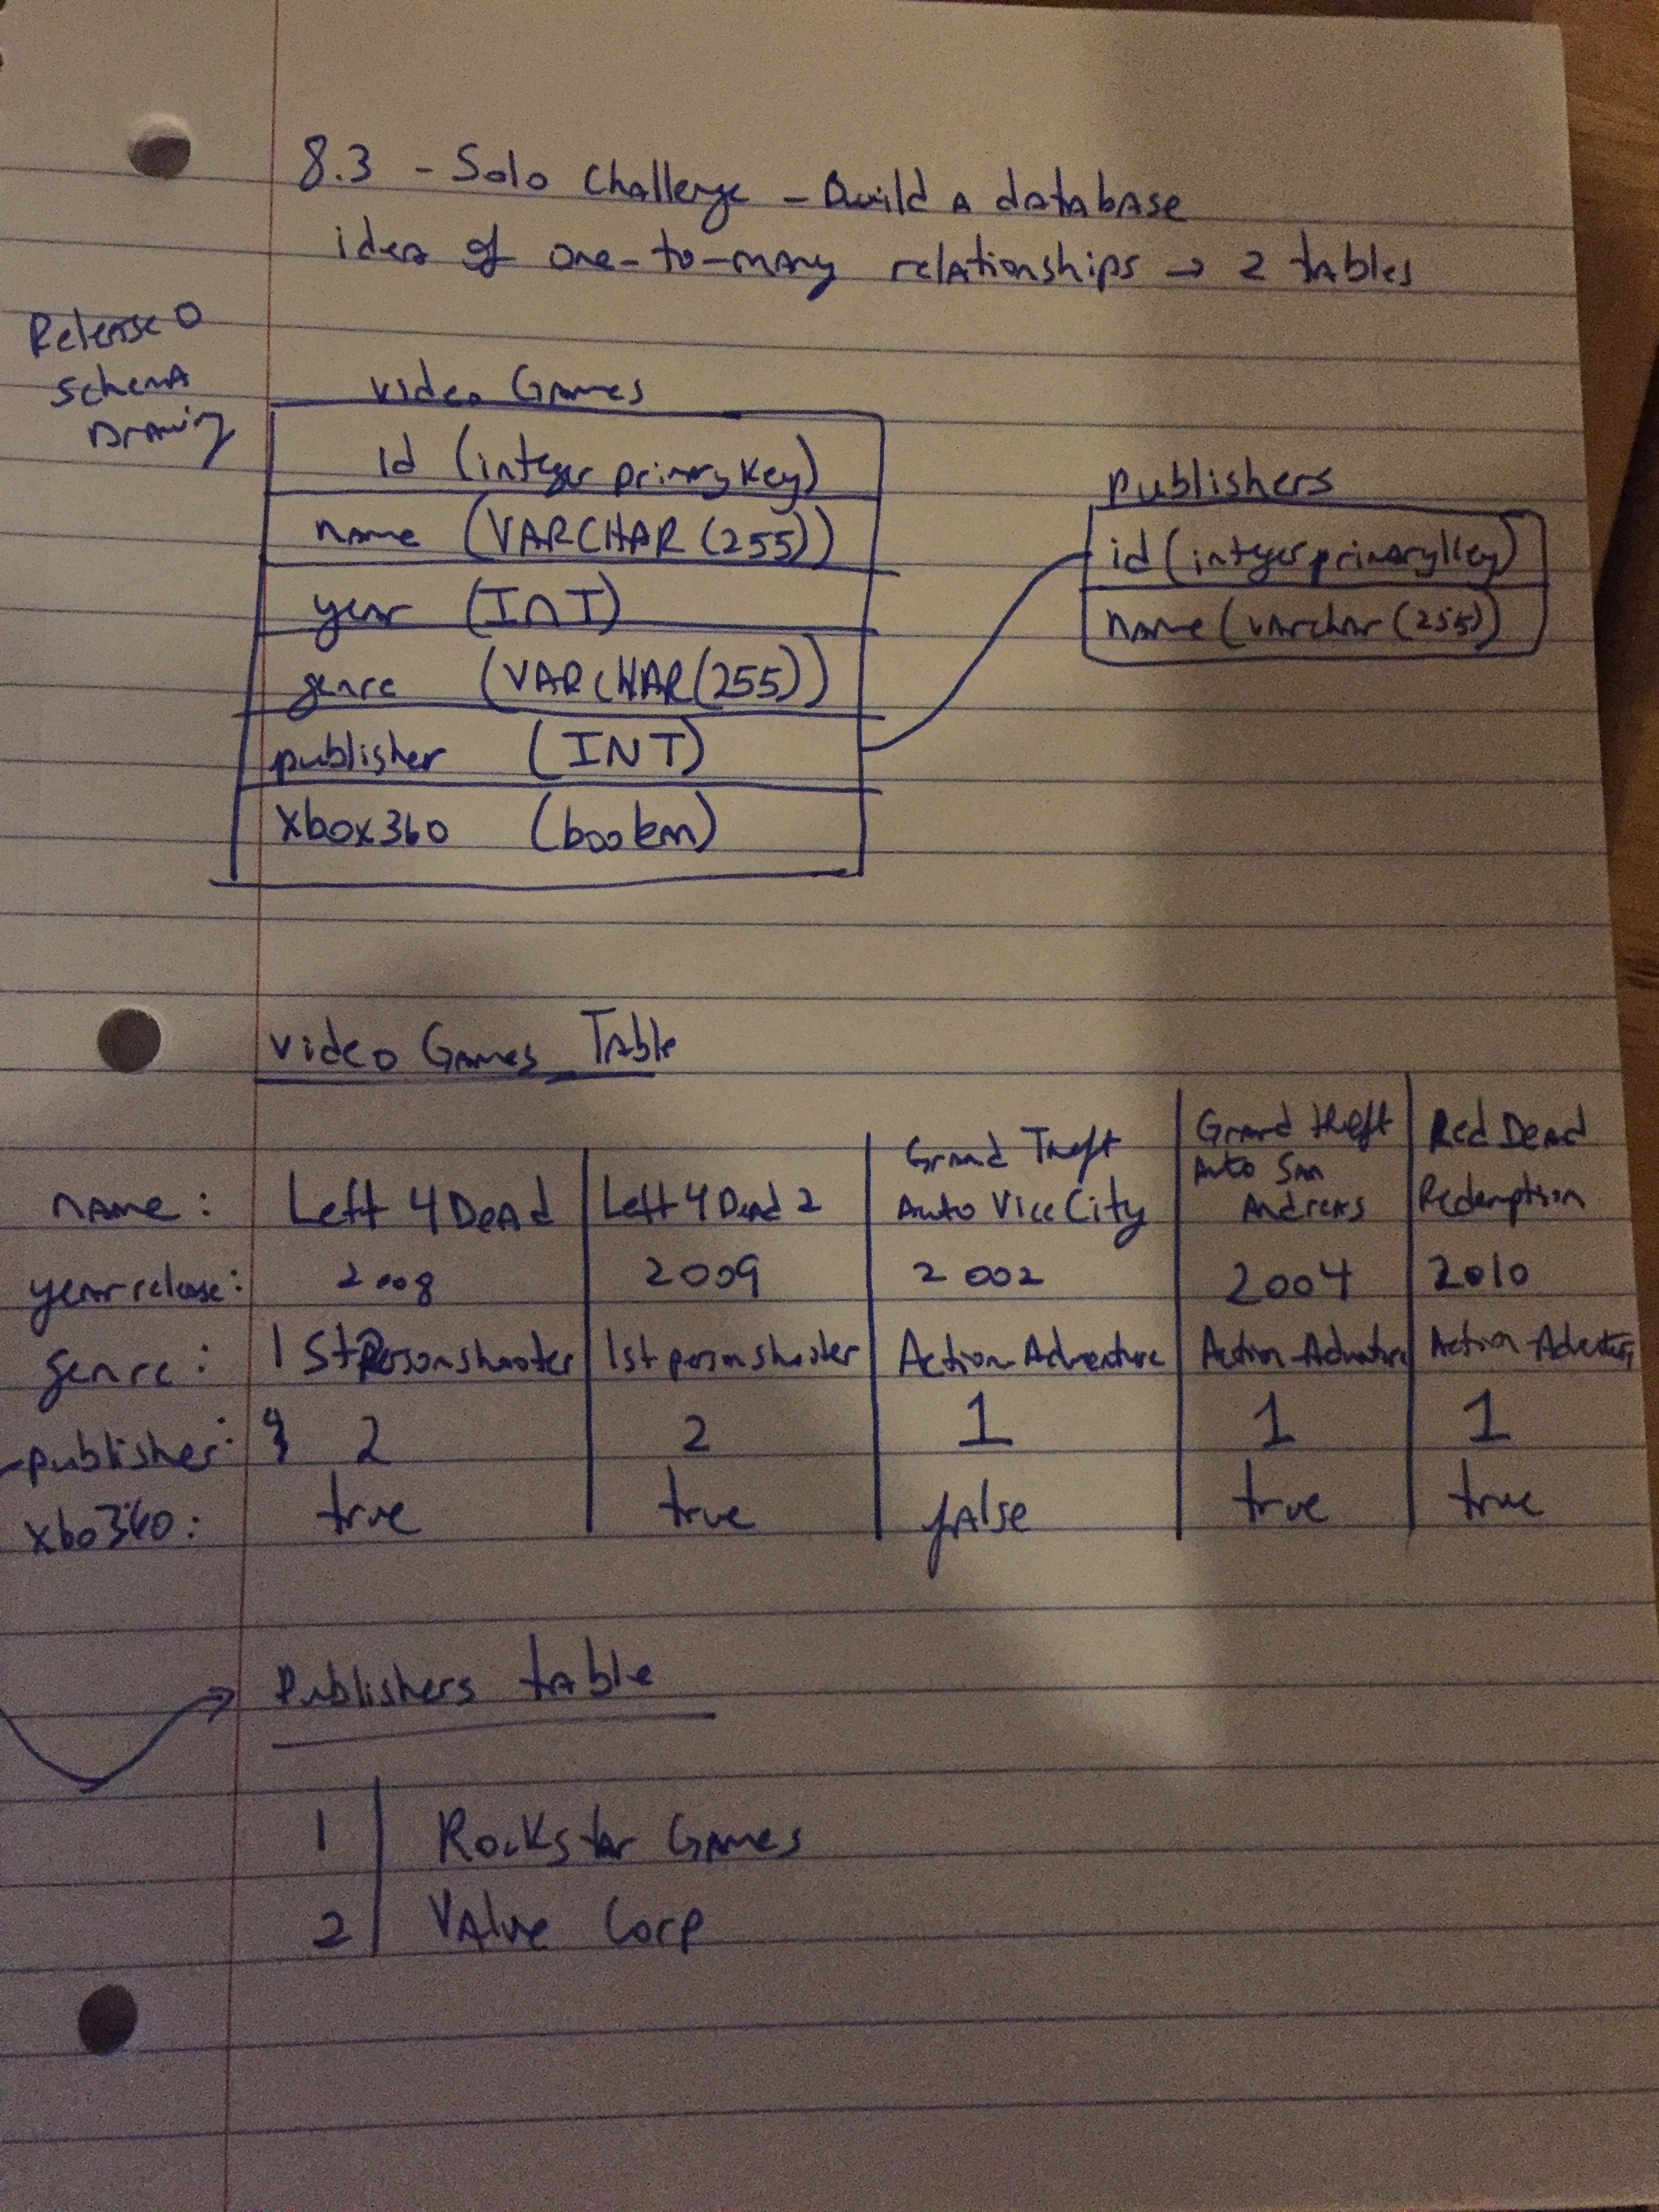 8.3 - Solo Challenge - Build a database
idea of one-to-many relationships → 2 tables
Release 0
Schema
Drawing
video Games
id (integer primary key)
name (VARCHAR (255))
year (INT)
genre (VARCHAR(255))
publisher (INT)
xbox360 (boolean)
publishers
id (integer primary key)
name (varchar (255))
video Games Table
name: Left 4 Dead Left 4 Dead 2 Grand Theft Auto Vice City Grand theft Auto San Andreas Red Dead Redemption
year release: 2008 2009 2002 2004 2010
genre: 1st Person shooter 1st person shooter Action-Adventure Action-Adventure Action-Adventure
publisher: 2 2 1 1 1
xbo360: true true false true true
Publishers table
1 Rockstar Games
2 Valve Corp